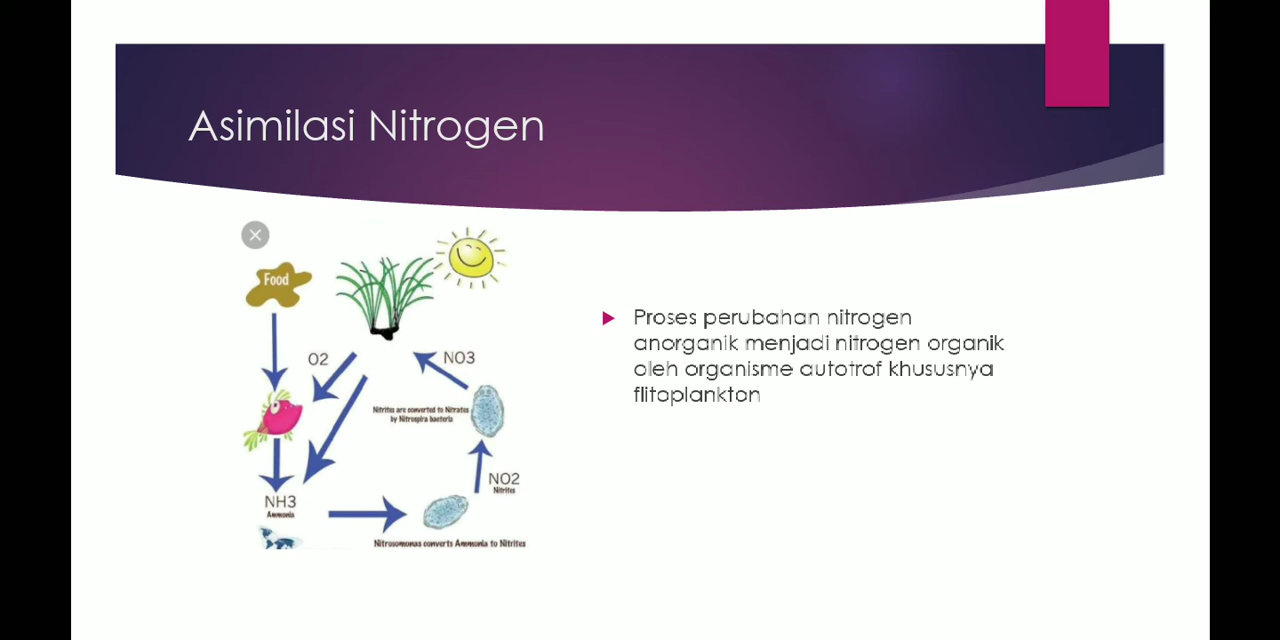 Asimilasi Nitrogen
Food
O2
NO3
Nitrites are converted to Nitrates
by Nitrospira bacteria
NO2
Nitrites
NH3
Ammonia
Nitrosomonas converts Ammonia to Nitrites
Proses perubahan nitrogen
anorganik menjadi nitrogen organik
oleh organisme autotrof khususnya
flitoplankton